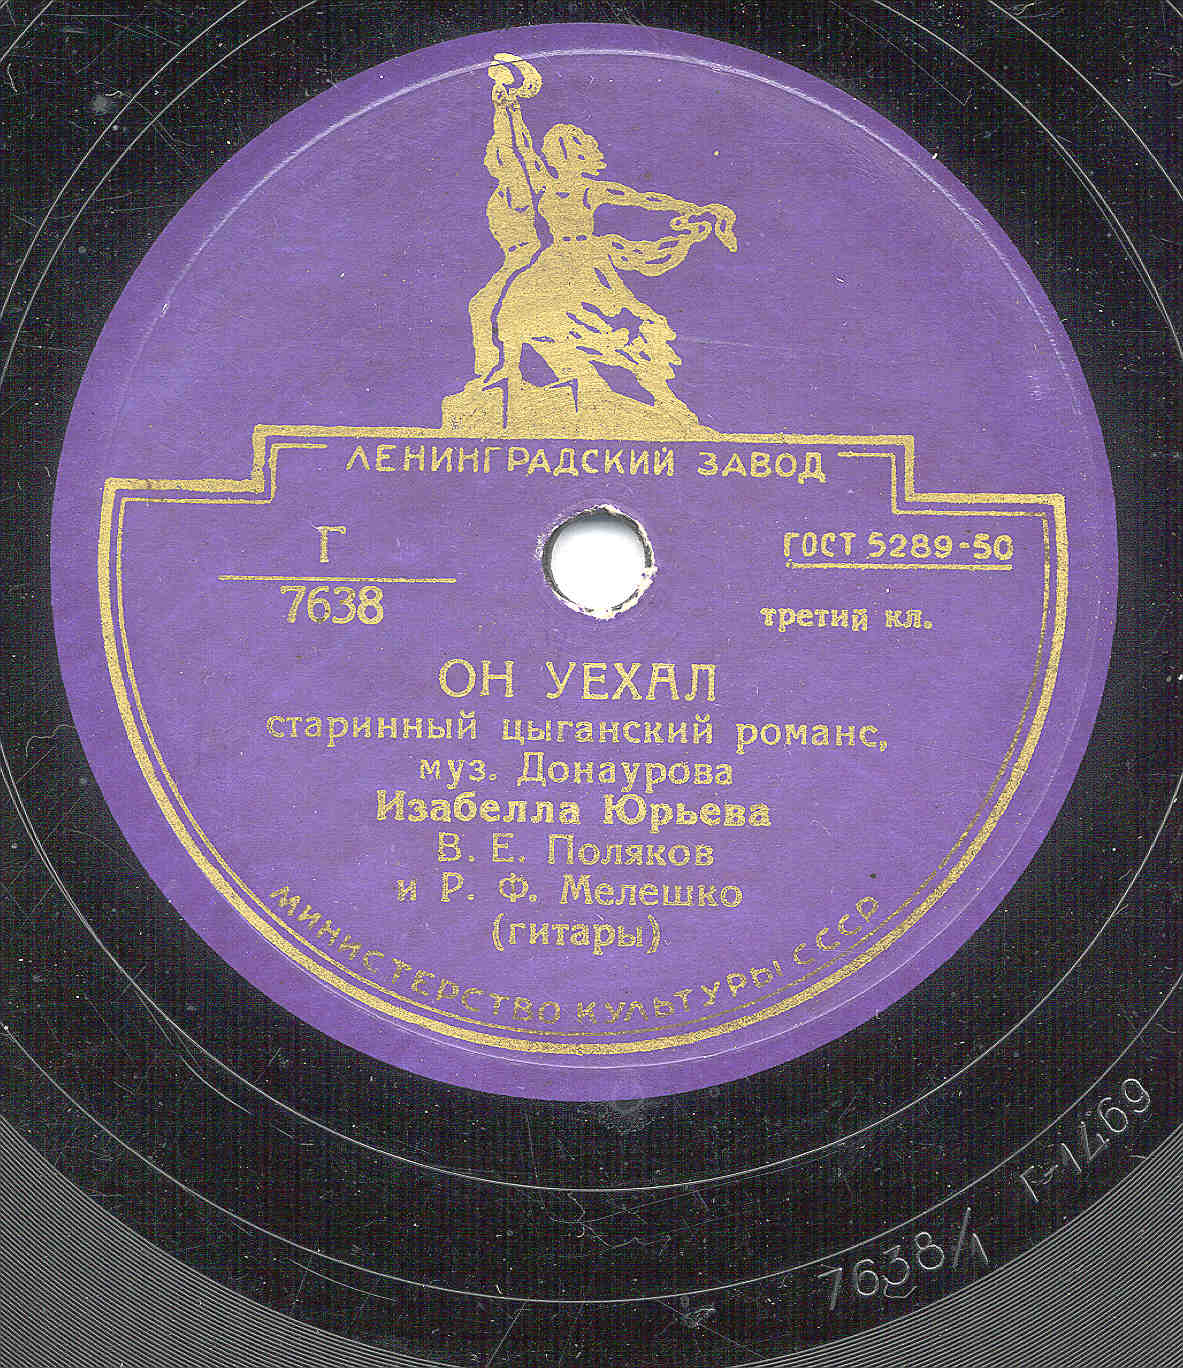 ЛЕНИНГРАДСКИЙ ЗАВОД
Г
7638
ГОСТ 5289-50
третий кл.
ОН УЕХАЛ
старинный цыганский романс,
муз. Донаурова
Изабелла Юрьева
В. Е. Поляков
и Р. Ф. Мелешко
(гитары)
МИНИСТЕРСТВО КУЛЬТУРЫ СССР
7638/1
Г-1469